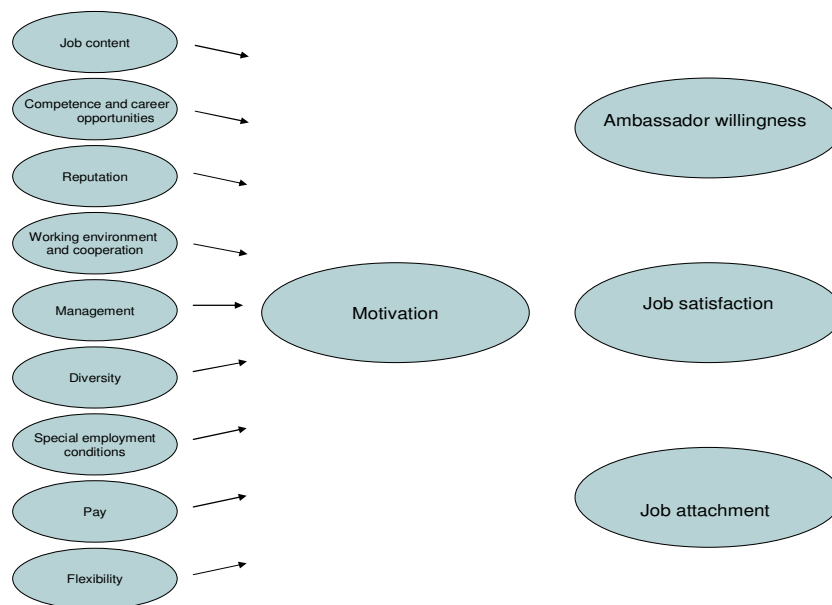 Job content
Competence and career
opportunities
Reputation
Working environment
and cooperation
Management
Diversity
Special employment
conditions
Pay
Flexibility
Motivation
Ambassador willingness
Job satisfaction
Job attachment